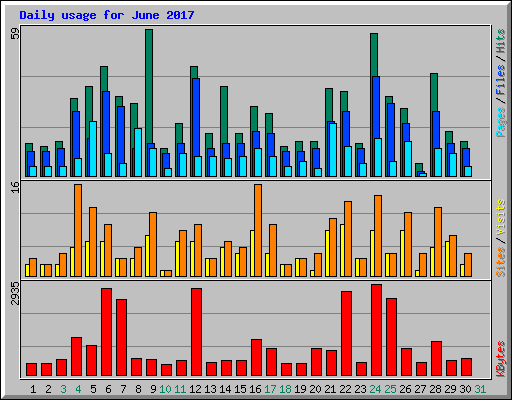 Daily usage for June 2017
59
16
2935
Pages / Files / Hits
Sites / Visits
KBytes
1 2 3 4 5 6 7 8 9 10 11 12 13 14 15 16 17 18 19 20 21 22 23 24 25 26 27 28 29 30 31